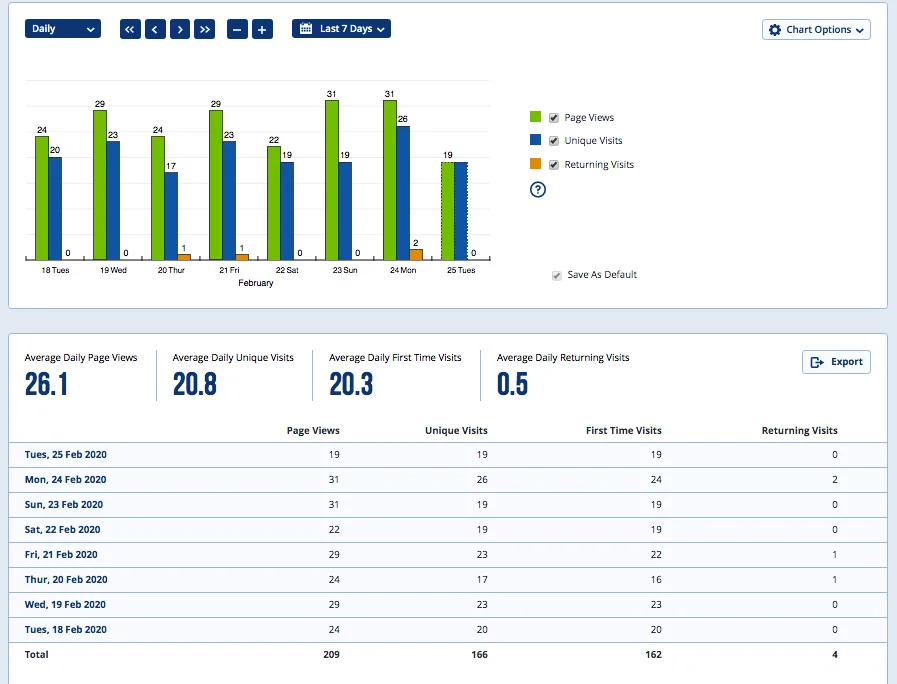 Daily Last 7 Days Chart Options
31 31
29 29
26
24 23 24 23
22
20 19 19 19
17
0 0 1 1 0 0 2 0
18 Tues 19 Wed 20 Thur 21 Fri 22 Sat 23 Sun 24 Mon 25 Tues
February
Page Views
Unique Visits
Returning Visits
?
Save As Default
Average Daily Page Views Average Daily Unique Visits Average Daily First Time Visits Average Daily Returning Visits
26.1 20.8 20.3 0.5
Export
Page Views Unique Visits First Time Visits Returning Visits
Tues, 25 Feb 2020 19 19 19 0
Mon, 24 Feb 2020 31 26 24 2
Sun, 23 Feb 2020 31 19 19 0
Sat, 22 Feb 2020 22 19 19 0
Fri, 21 Feb 2020 29 23 22 1
Thur, 20 Feb 2020 24 17 16 1
Wed, 19 Feb 2020 29 23 23 0
Tues, 18 Feb 2020 24 20 20 0
Total 209 166 162 4